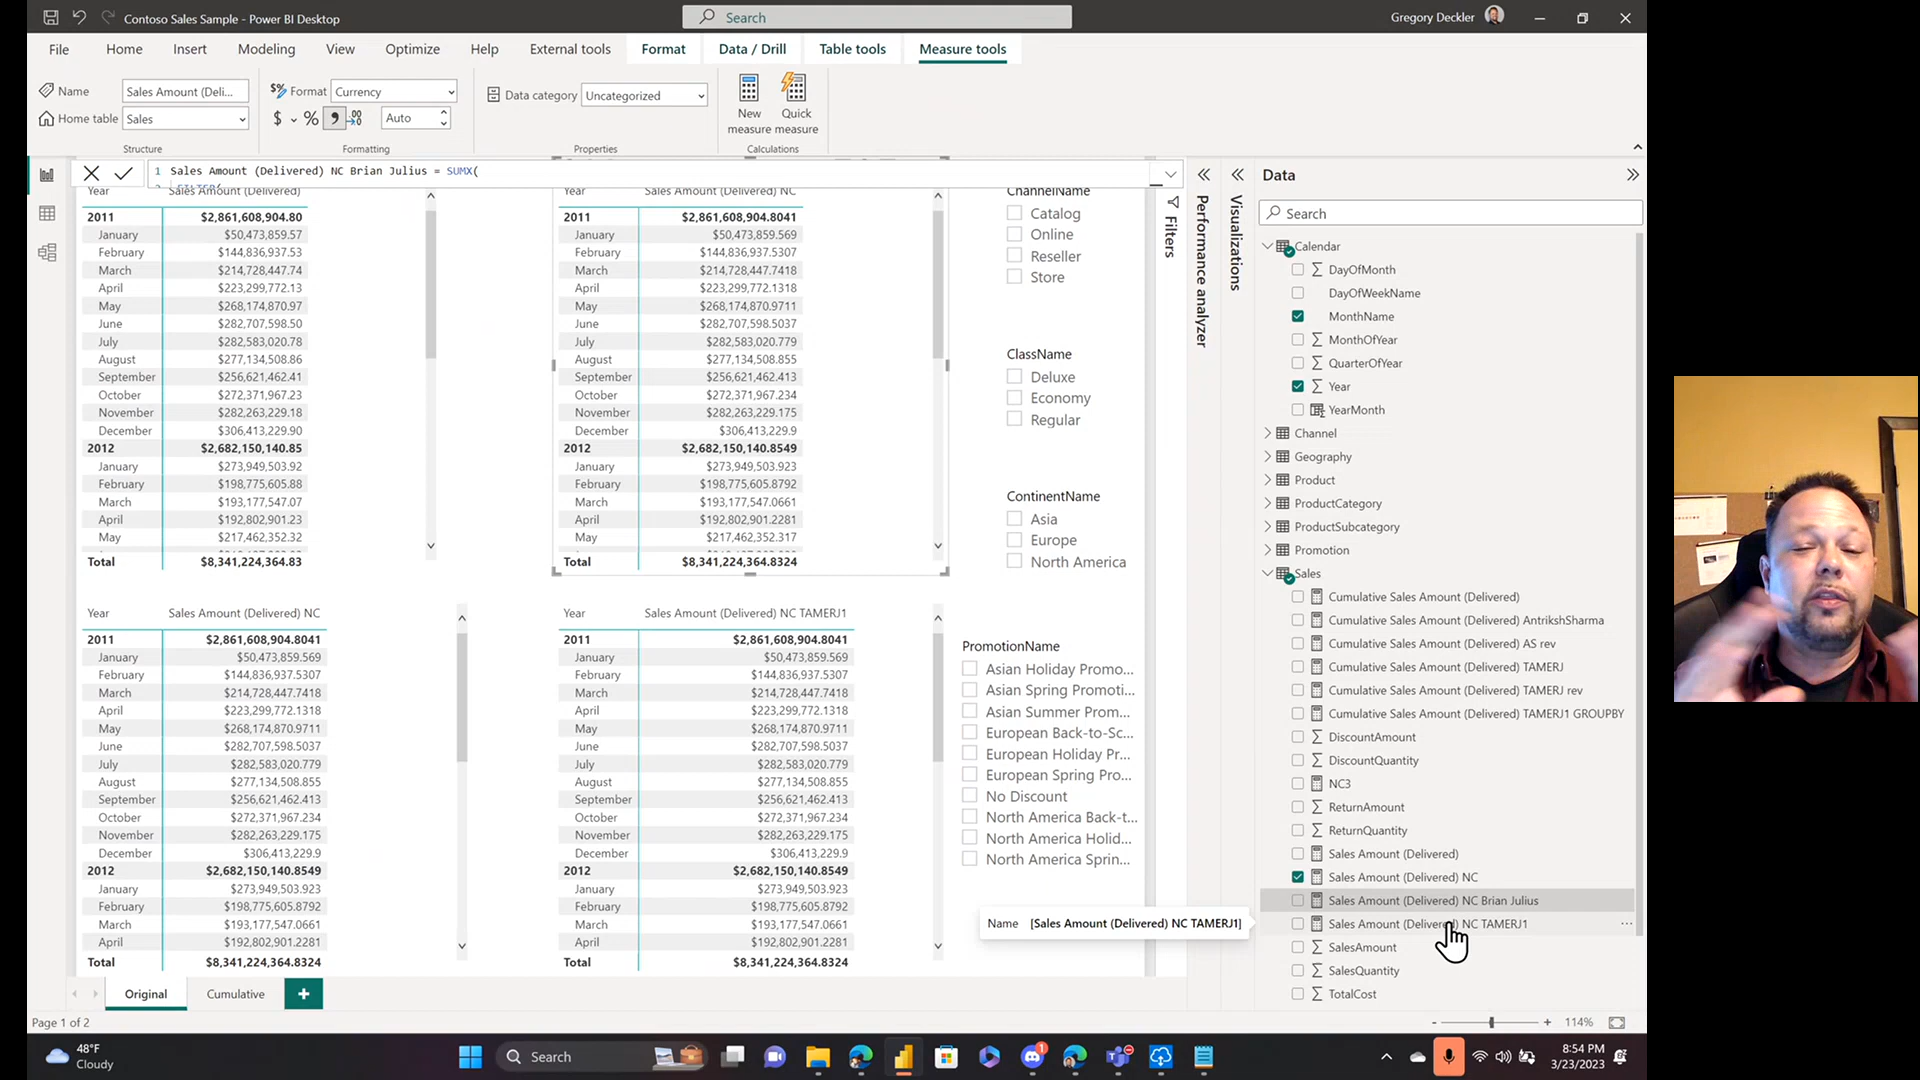 Contoso Sales Sample - Power BI Desktop
Search
Gregory Deckler
File Home Insert Modeling View Optimize Help External tools Format Data / Drill Table tools Measure tools
Name Sales Amount (Deli...
Home table Sales
Structure
Format Currency
$ % 9 Auto
Formatting
Data category Uncategorized
Properties
New measure
Quick measure
Calculations
1 Sales Amount (Delivered) NC Brian Julius = SUMX(
Year Sales Amount (Delivered)
2011 $2,861,608,904.80
January $50,473,859.57
February $144,836,937.53
March $214,728,447.74
April $223,299,772.13
May $268,174,870.97
June $282,707,598.50
July $282,583,020.78
August $277,134,508.86
September $256,621,462.41
October $272,371,967.23
November $282,263,229.18
December $306,413,229.90
2012 $2,682,150,140.85
January $273,949,503.92
February $198,775,605.88
March $193,177,547.07
April $192,802,901.23
May $217,462,352.32
Total $8,341,224,364.83
Year Sales Amount (Delivered) NC
2011 $2,861,608,904.8041
January $50,473,859.569
February $144,836,937.5307
March $214,728,447.7418
April $223,299,772.1318
May $268,174,870.9711
June $282,707,598.5037
July $282,583,020.779
August $277,134,508.855
September $256,621,462.413
October $272,371,967.234
November $282,263,229.175
December $306,413,229.9
2012 $2,682,150,140.8549
January $273,949,503.923
February $198,775,605.8792
March $193,177,547.0661
April $192,802,901.2281
May $217,462,352.317
Total $8,341,224,364.8324
Year Sales Amount (Delivered) NC
2011 $2,861,608,904.8041
January $50,473,859.569
February $144,836,937.5307
March $214,728,447.7418
April $223,299,772.1318
May $268,174,870.9711
June $282,707,598.5037
July $282,583,020.779
August $277,134,508.855
September $256,621,462.413
October $272,371,967.234
November $282,263,229.175
December $306,413,229.9
2012 $2,682,150,140.8549
January $273,949,503.923
February $198,775,605.8792
March $193,177,547.0661
April $192,802,901.2281
Total $8,341,224,364.8324
Year Sales Amount (Delivered) NC TAMERJ1
2011 $2,861,608,904.8041
January $50,473,859.569
February $144,836,937.5307
March $214,728,447.7418
April $223,299,772.1318
May $268,174,870.9711
June $282,707,598.5037
July $282,583,020.779
August $277,134,508.855
September $256,621,462.413
October $272,371,967.234
November $282,263,229.175
December $306,413,229.9
2012 $2,682,150,140.8549
January $273,949,503.923
February $198,775,605.8792
March $193,177,547.0661
April $192,802,901.2281
Total $8,341,224,364.8324
ChannelName
Catalog
Online
Reseller
Store
ClassName
Deluxe
Economy
Regular
ContinentName
Asia
Europe
North America
PromotionName
Asian Holiday Promo...
Asian Spring Promoti...
Asian Summer Prom...
European Back-to-Sc...
European Holiday Pr...
European Spring Pro...
No Discount
North America Back-t...
North America Holid...
North America Sprin...
Filters
Performance analyzer
Visualizations
Data
Search
Calendar
DayOfMonth
DayOfWeekName
MonthName
MonthOfYear
QuarterOfYear
Year
YearMonth
Channel
Geography
Product
ProductCategory
ProductSubcategory
Promotion
Sales
Cumulative Sales Amount (Delivered)
Cumulative Sales Amount (Delivered) AntrikshSharma
Cumulative Sales Amount (Delivered) AS rev
Cumulative Sales Amount (Delivered) TAMERJ
Cumulative Sales Amount (Delivered) TAMERJ rev
Cumulative Sales Amount (Delivered) TAMERJ1 GROUPBY
DiscountAmount
DiscountQuantity
NC3
ReturnAmount
ReturnQuantity
Sales Amount (Delivered)
Sales Amount (Delivered) NC
Sales Amount (Delivered) NC Brian Julius
Sales Amount (Delivered) NC TAMERJ1
SalesAmount
SalesQuantity
TotalCost
Name [Sales Amount (Delivered) NC TAMERJ1]
Original Cumulative +
Page 1 of 2
- + 114%
48°F
Cloudy
Search
1
8:54 PM
3/23/2023